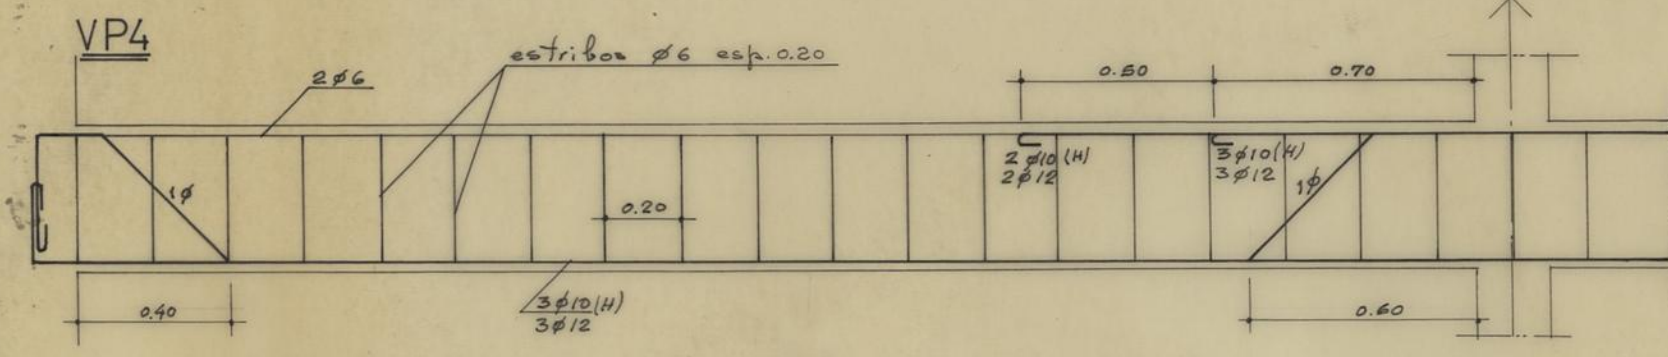 VP4
estribos ø6 esp. 0.20
2ø6
0.50
0.70
2 ø10 (H)
2ø12
3ø10(H)
3ø12
1ø
1ø
0.20
3ø10(H)
3ø12
0.40
0.60